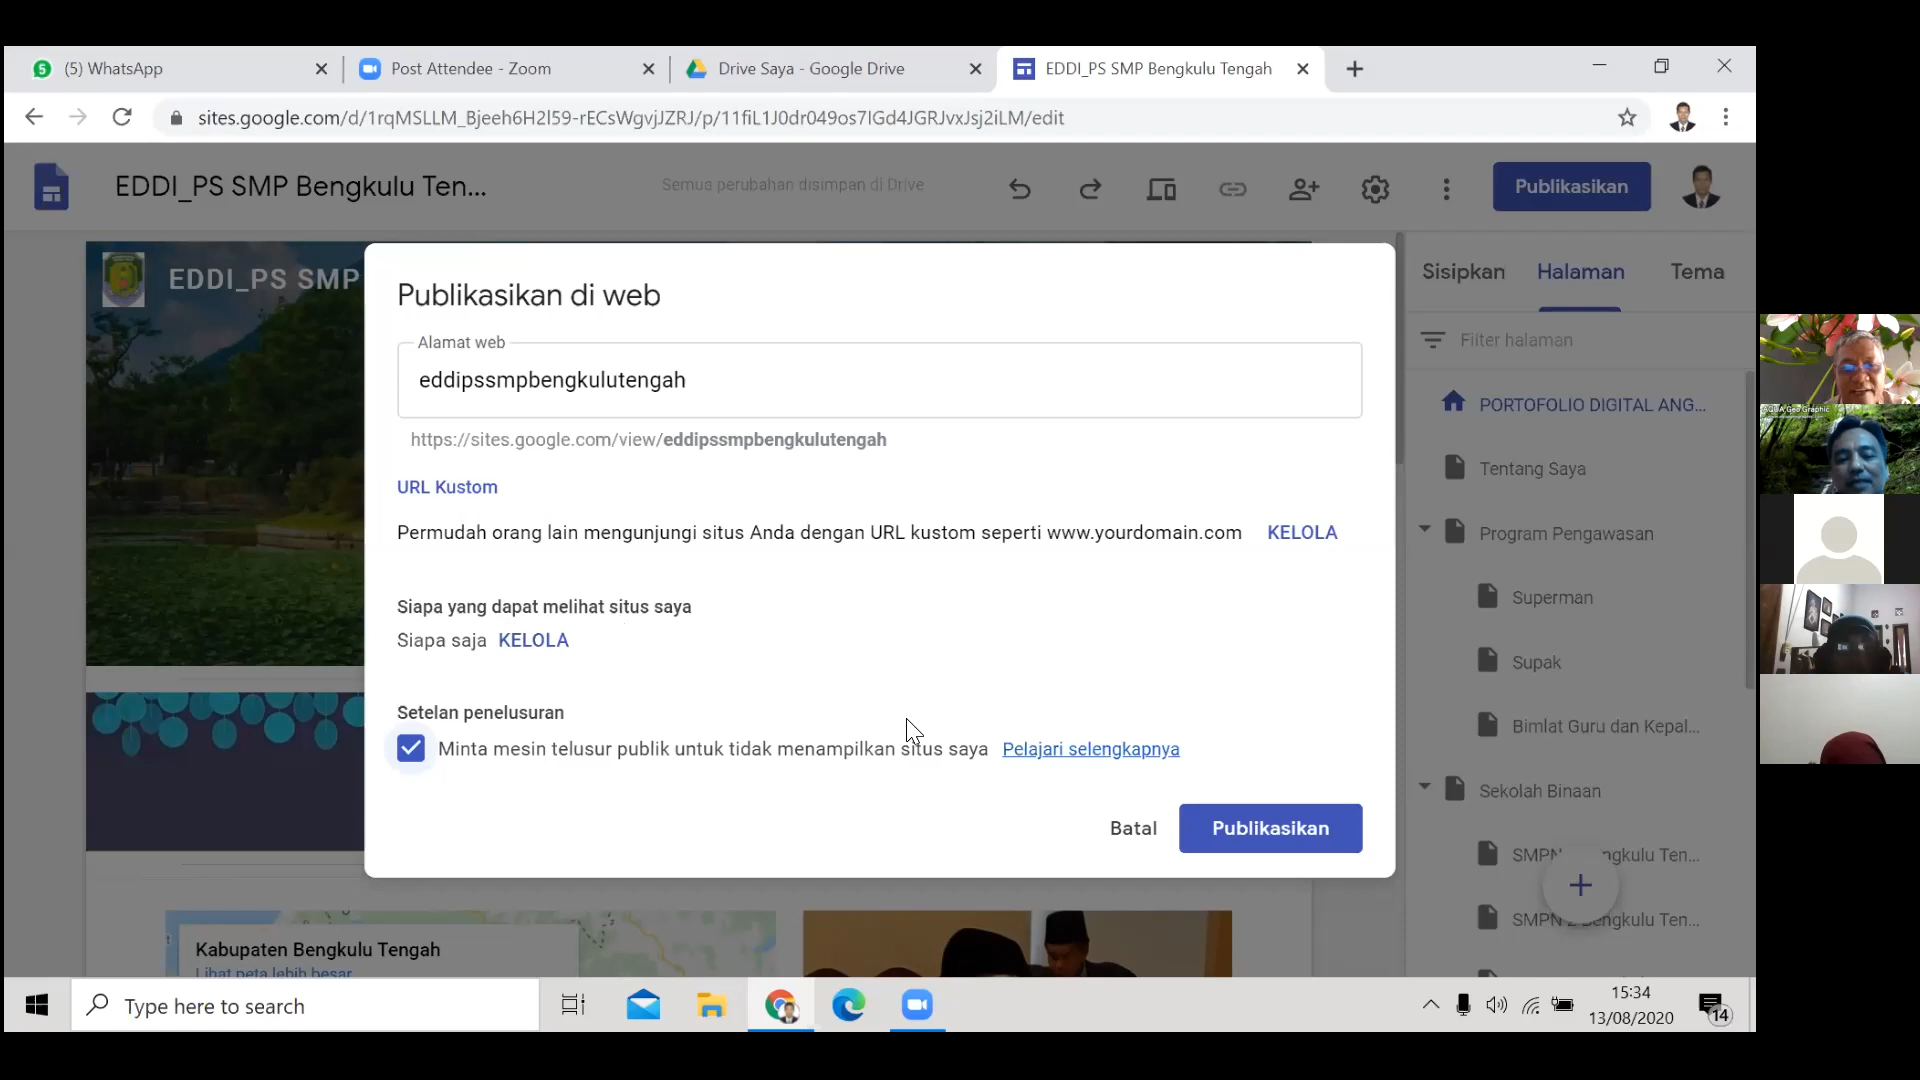 (5) WhatsApp
Post Attendee - Zoom
Drive Saya - Google Drive
EDDI_PS SMP Bengkulu Tengah
sites.google.com/d/1rqMSLLM_Bjeeh6H2l59-rECsWgvjJZRJ/p/11fiL1J0dr049os7IGd4JGRJvxJsj2iLM/edit
EDDI_PS SMP Bengkulu Ten...
Semua perubahan disimpan di Drive
Publikasikan
EDDI_PS SMP
Publikasikan di web
Alamat web
eddipssmpbengkulutengah
https://sites.google.com/view/eddipssmpbengkulutengah
URL Kustom
Permudah orang lain mengunjungi situs Anda dengan URL kustom seperti www.yourdomain.com KELOLA
Siapa yang dapat melihat situs saya
Siapa saja KELOLA
Setelan penelusuran
Minta mesin telusur publik untuk tidak menampilkan situs saya Pelajari selengkapnya
Batal
Publikasikan
Sisipkan
Halaman
Tema
Filter halaman
PORTOFOLIO DIGITAL ANG...
Tentang Saya
Program Pengawasan
Superman
Supak
Bimlat Guru dan Kepal...
Sekolah Binaan
Bengkulu Ten...
Kabupaten Bengkulu Tengah
Lihat peta lebih besar
Type here to search
15:34
13/08/2020
14